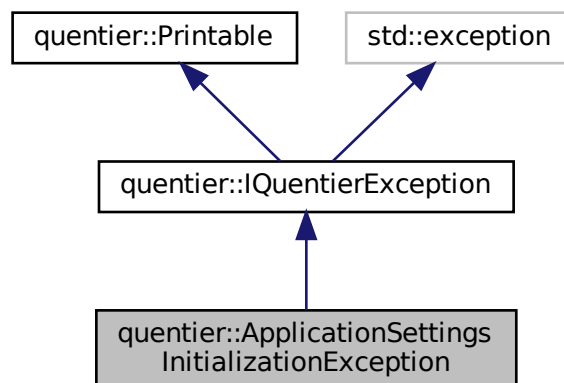 quentier::Printable
std::exception
quentier::IQuentierException
quentier::ApplicationSettings
InitializationException